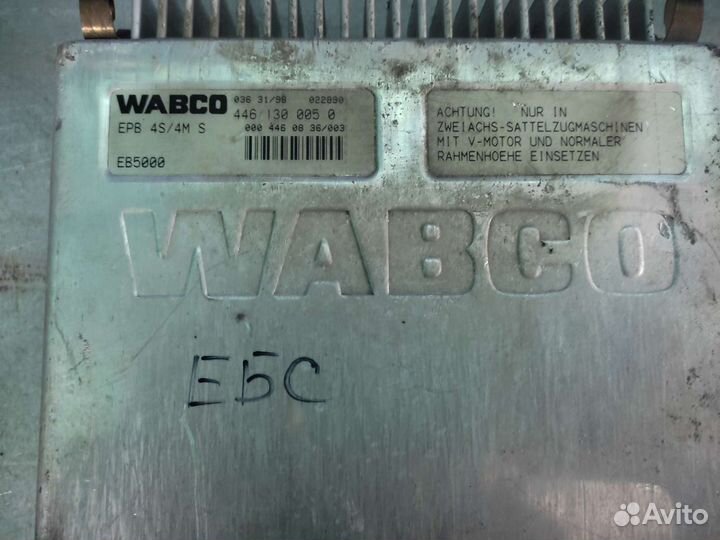 WABCO 036 31/98 022890
446 130 005 0
EPB 4S/4M S 000 446 08 36/003
EB5000
ACHTUNG! NUR IN
ZWEIACHS-SATTELZUGMASCHINEN
MIT V-MOTOR UND NORMALER
RAHMENHOEHE EINSETZEN
WABCO
ЕБС
Avito